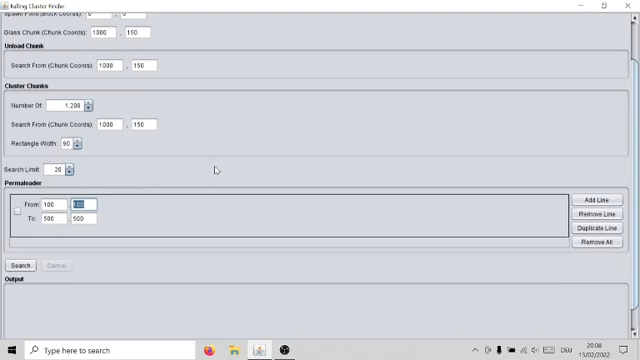 Falling Cluster Finder
Spawn Point (Block Coords): 0 , 0
Glass Chunk (Chunk Coords): 1000 , 150
Unload Chunk
Search From (Chunk Coords): 1000 , 150
Cluster Chunks
Number Of: 1,200
Search From (Chunk Coords): 1000 , 150
Rectangle Width: 90
Search Limit: 20
Permaloader
From: 100 , 100
To: 500 , 500
Add Line
Remove Line
Duplicate Line
Remove All
Search Cancel
Output
Type here to search
DEU
20:08
13/02/2022